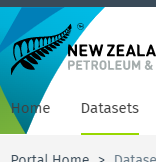 NEW ZEALA
PETROLEUM &
Home Datasets
Portal Home > Datase